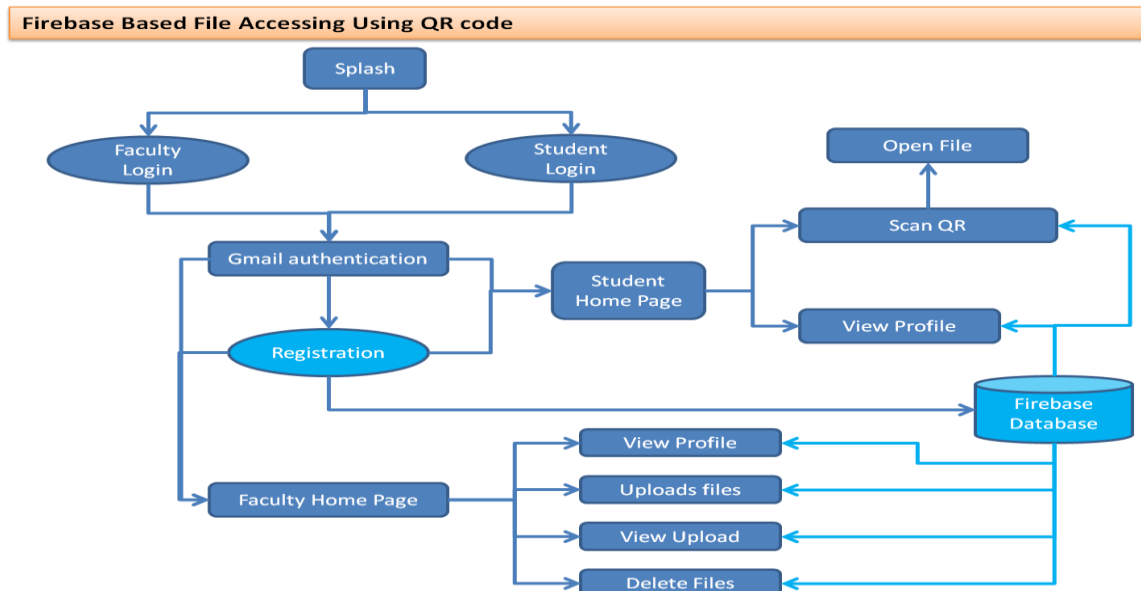 Firebase Based File Accessing Using QR code
Splash
Faculty
Login
Student
Login
Open File
Scan QR
Gmail authentication
Student
Home Page
View Profile
Registration
Firebase
Database
View Profile
Uploads files
Faculty Home Page
View Upload
Delete Files